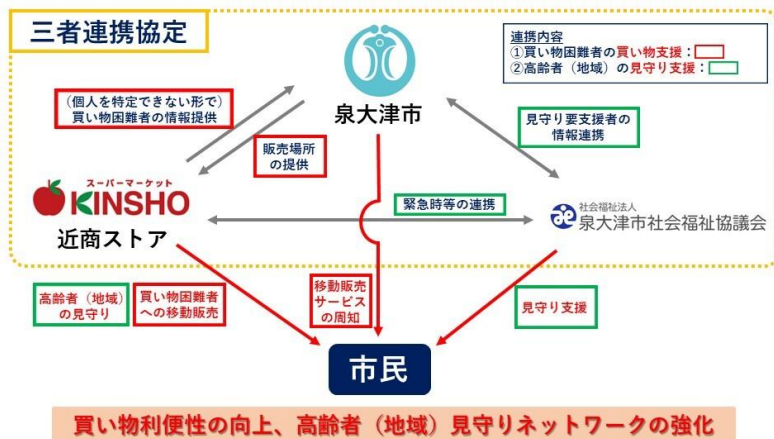 三者連携協定
連携内容
①買い物困難者の買い物支援：
②高齢者（地域）の見守り支援：
泉大津市
（個人を特定できない形で）
買い物困難者の情報提供
販売場所
の提供
見守り要支援者の
情報連携
スーパーマーケット
KINSHO
近商ストア
緊急時等の連携
社会福祉法人
泉大津市社会福祉協議会
高齢者（地域）
の見守り
買い物困難者
への移動販売
移動販売
サービス
の周知
見守り支援
市民
買い物利便性の向上、高齢者（地域）見守りネットワークの強化